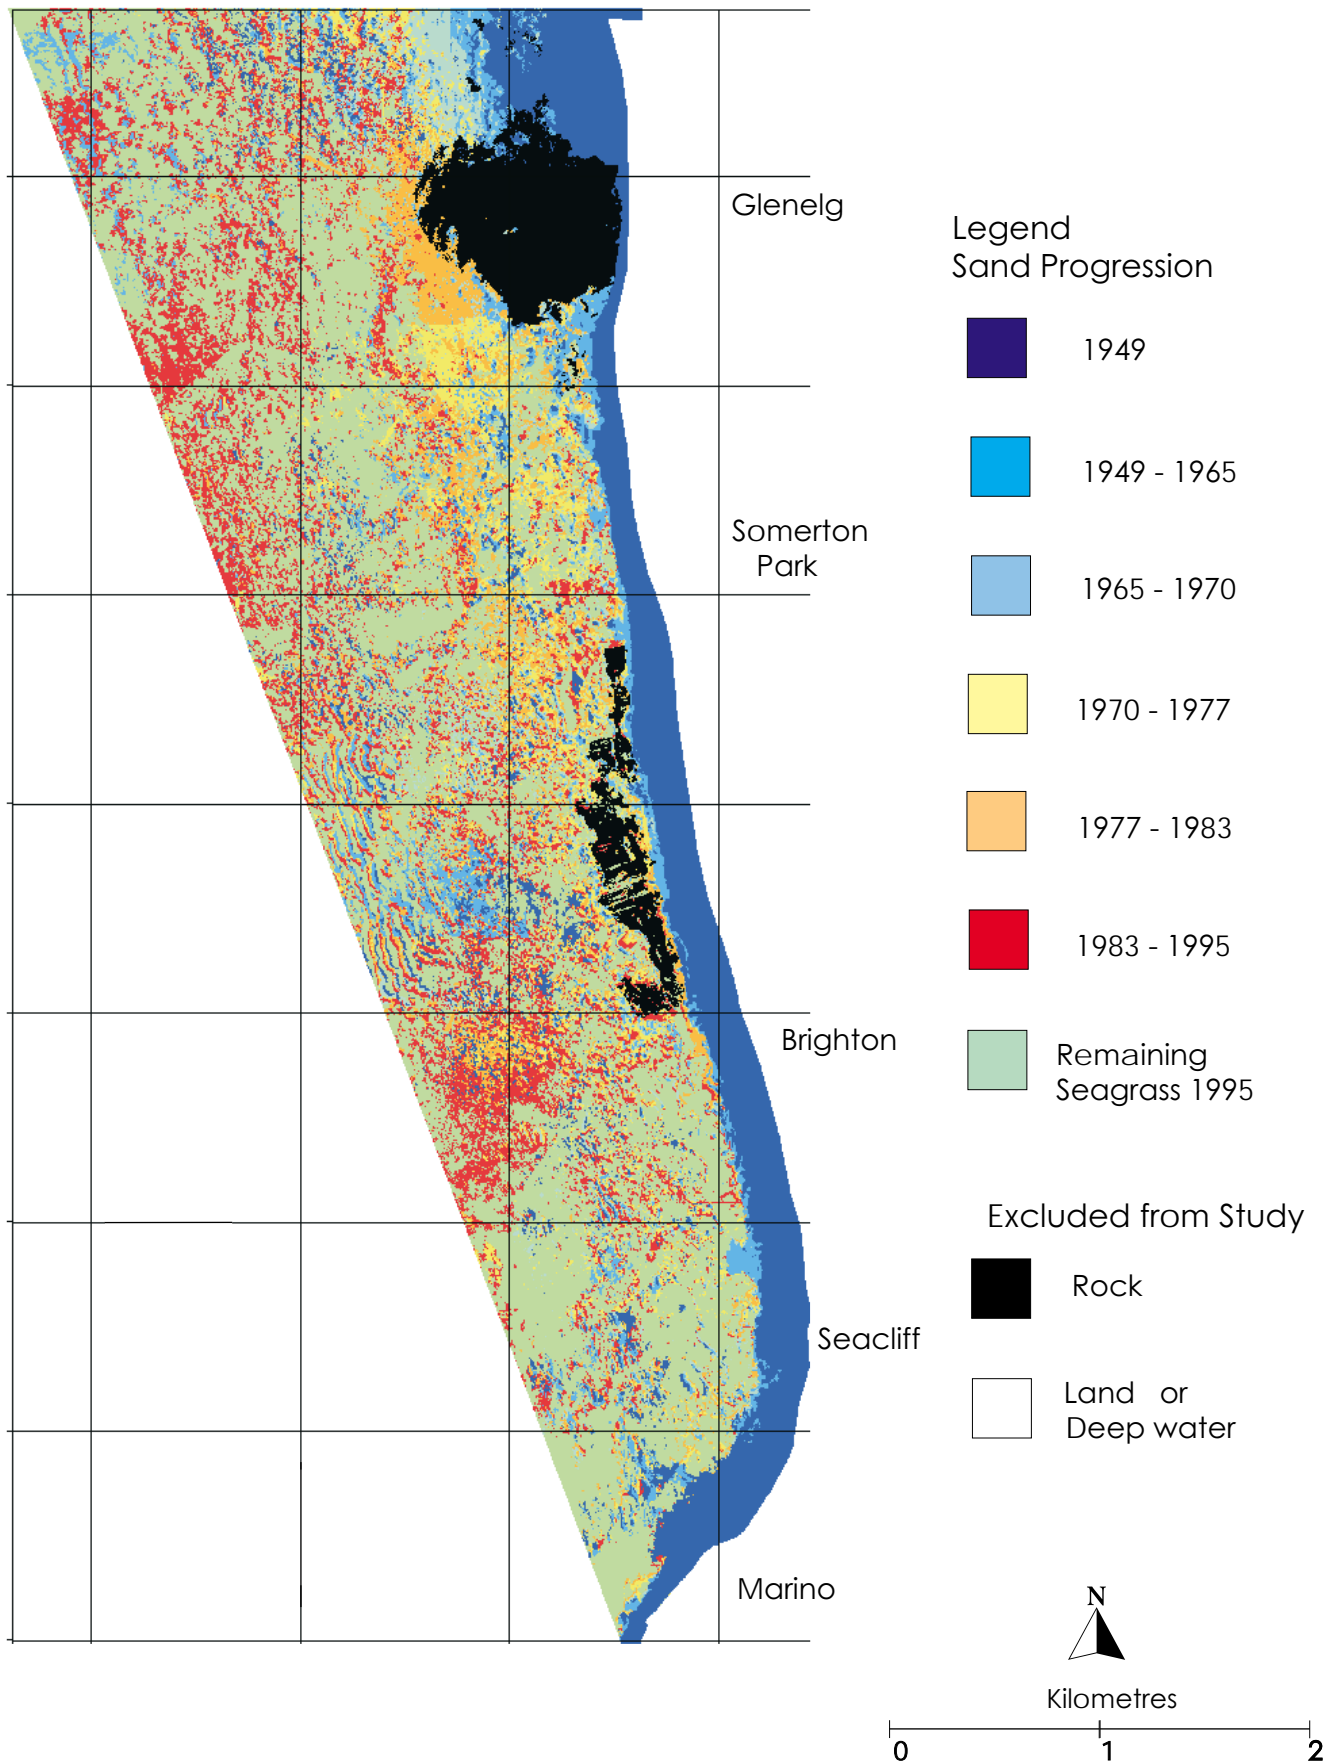 Glenelg
Somerton
Park
Brighton
Seacliff
Marino
Legend
Sand Progression
1949
1949 - 1965
1965 - 1970
1970 - 1977
1977 - 1983
1983 - 1995
Remaining
Seagrass 1995
Excluded from Study
Rock
Land or
Deep water
N
Kilometres
0 1 2